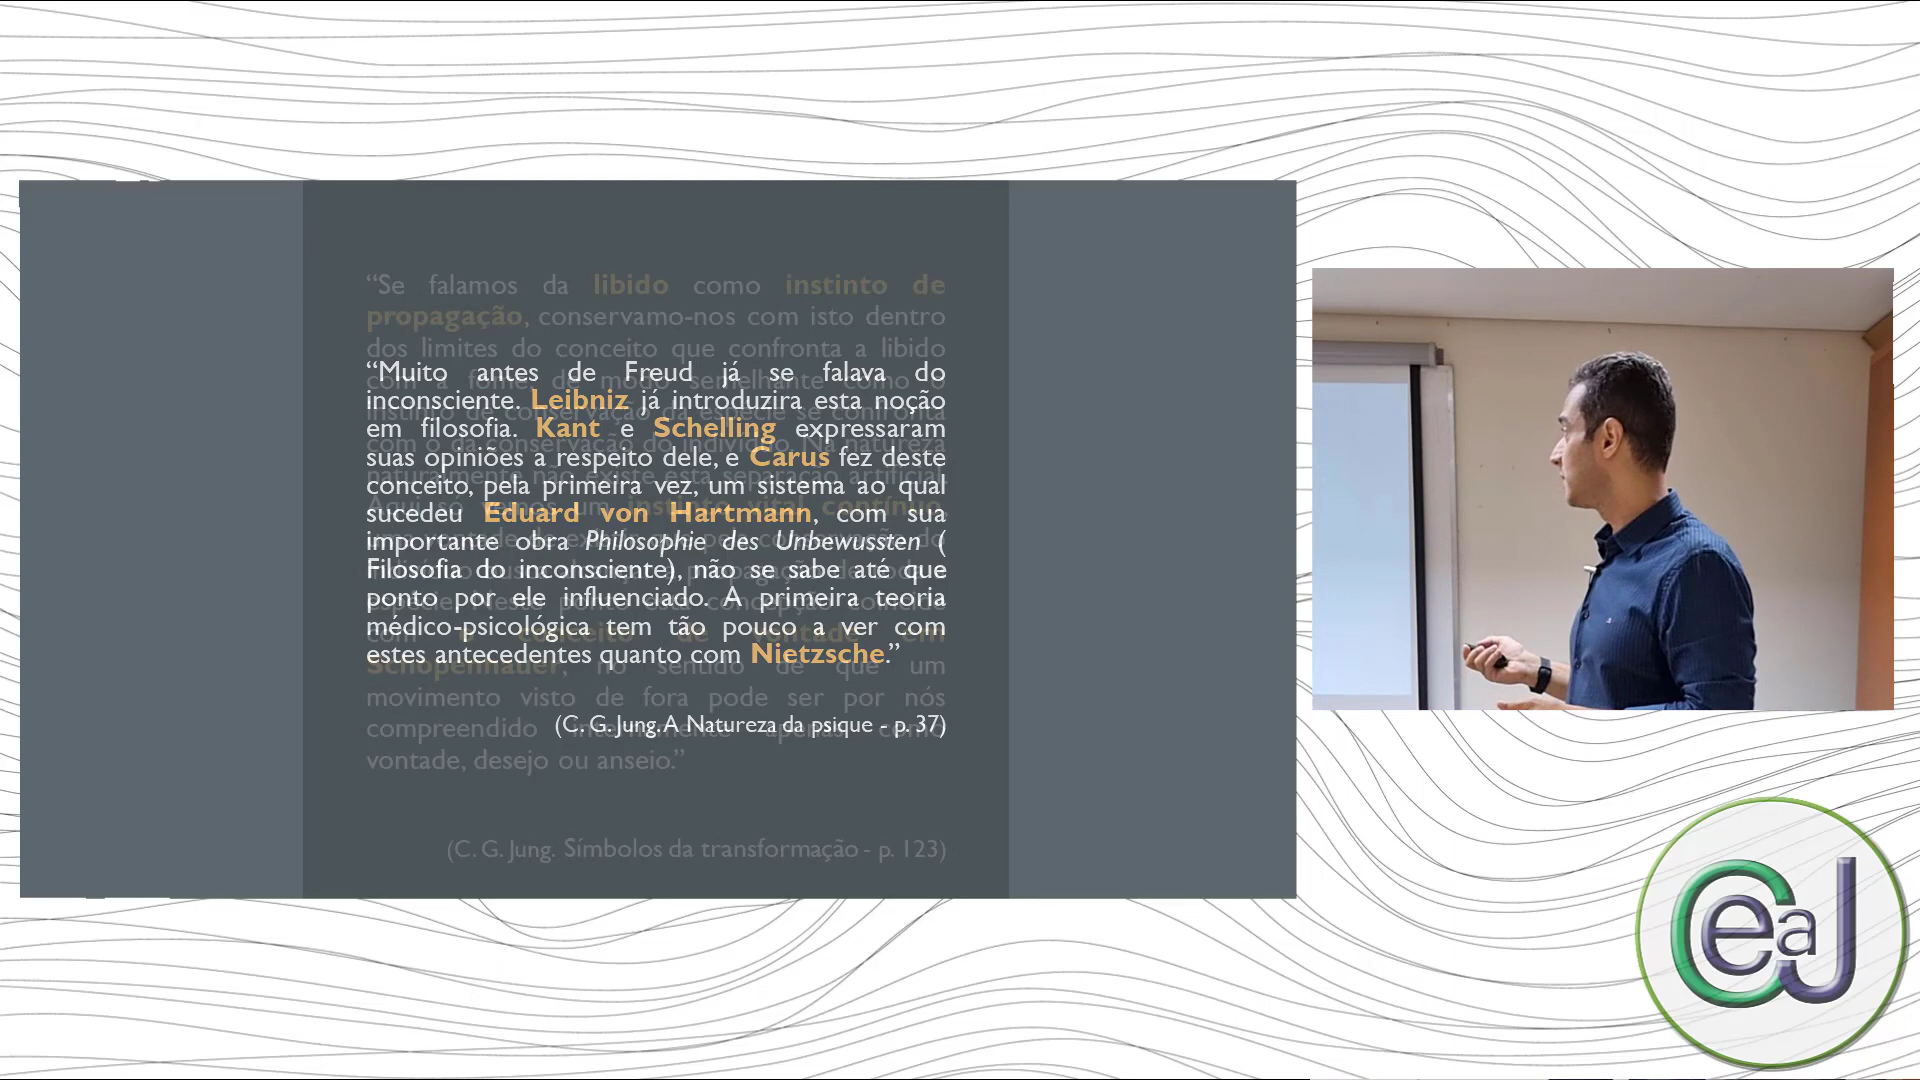 “Se falamos da libido como instinto de
propagação, conservamo-nos com isto dentro
dos limites do conceito que confronta a libido
“Muito antes de Freud já se falava do
inconsciente. Leibniz já introduzira esta noção
em filosofia. Kant e Schelling expressaram
suas opiniões a respeito dele, e Carus fez deste
conceito, pela primeira vez, um sistema ao qual
sucedeu Eduard von Hartmann, com sua
importante obra Philosophie des Unbewussten (
Filosofia do inconsciente), não se sabe até que
ponto por ele influenciado. A primeira teoria
médico-psicológica tem tão pouco a ver com
estes antecedentes quanto com Nietzsche.”
movimento visto de fora pode ser por nós
(C. G. Jung. A Natureza da psique - p. 37)
compreendido
vontade, desejo ou anseio.”
(C. G. Jung. Símbolos da transformação - p. 123)
CeaJ